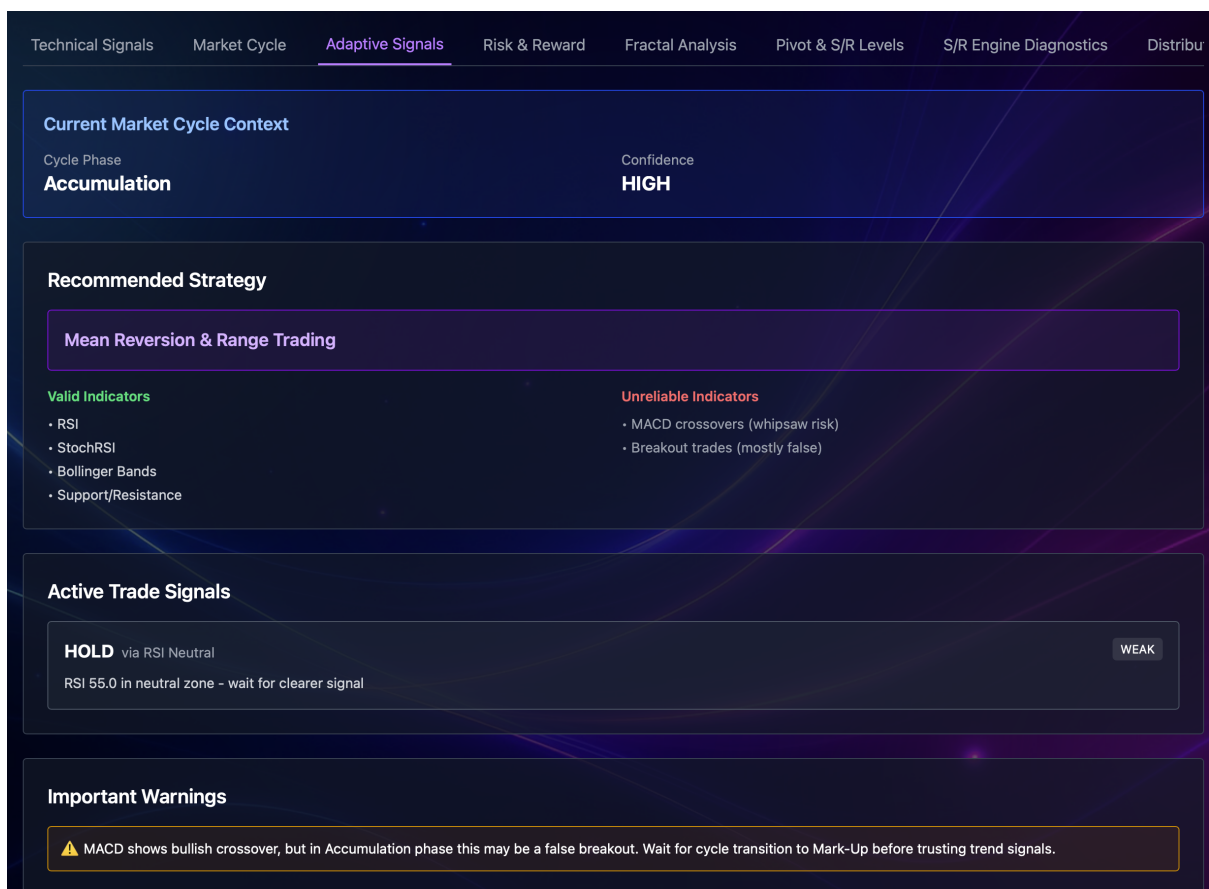 Technical Signals Market Cycle Adaptive Signals Risk & Reward Fractal Analysis Pivot & S/R Levels S/R Engine Diagnostics Distribu
Current Market Cycle Context
Cycle Phase Confidence
Accumulation HIGH
Recommended Strategy
Mean Reversion & Range Trading
Valid Indicators Unreliable Indicators
• RSI • MACD crossovers (whipsaw risk)
• StochRSI • Breakout trades (mostly false)
• Bollinger Bands
• Support/Resistance
Active Trade Signals
HOLD via RSI Neutral WEAK
RSI 55.0 in neutral zone - wait for clearer signal
Important Warnings
⚠ MACD shows bullish crossover, but in Accumulation phase this may be a false breakout. Wait for cycle transition to Mark-Up before trusting trend signals.